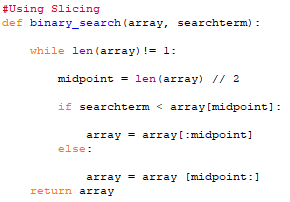 #Using Slicing
def binary_search(array, searchterm):
while len(array)!= 1:
midpoint = len(array) // 2
if searchterm < array[midpoint]:
array = array[:midpoint]
else:
array = array [midpoint:]
return array